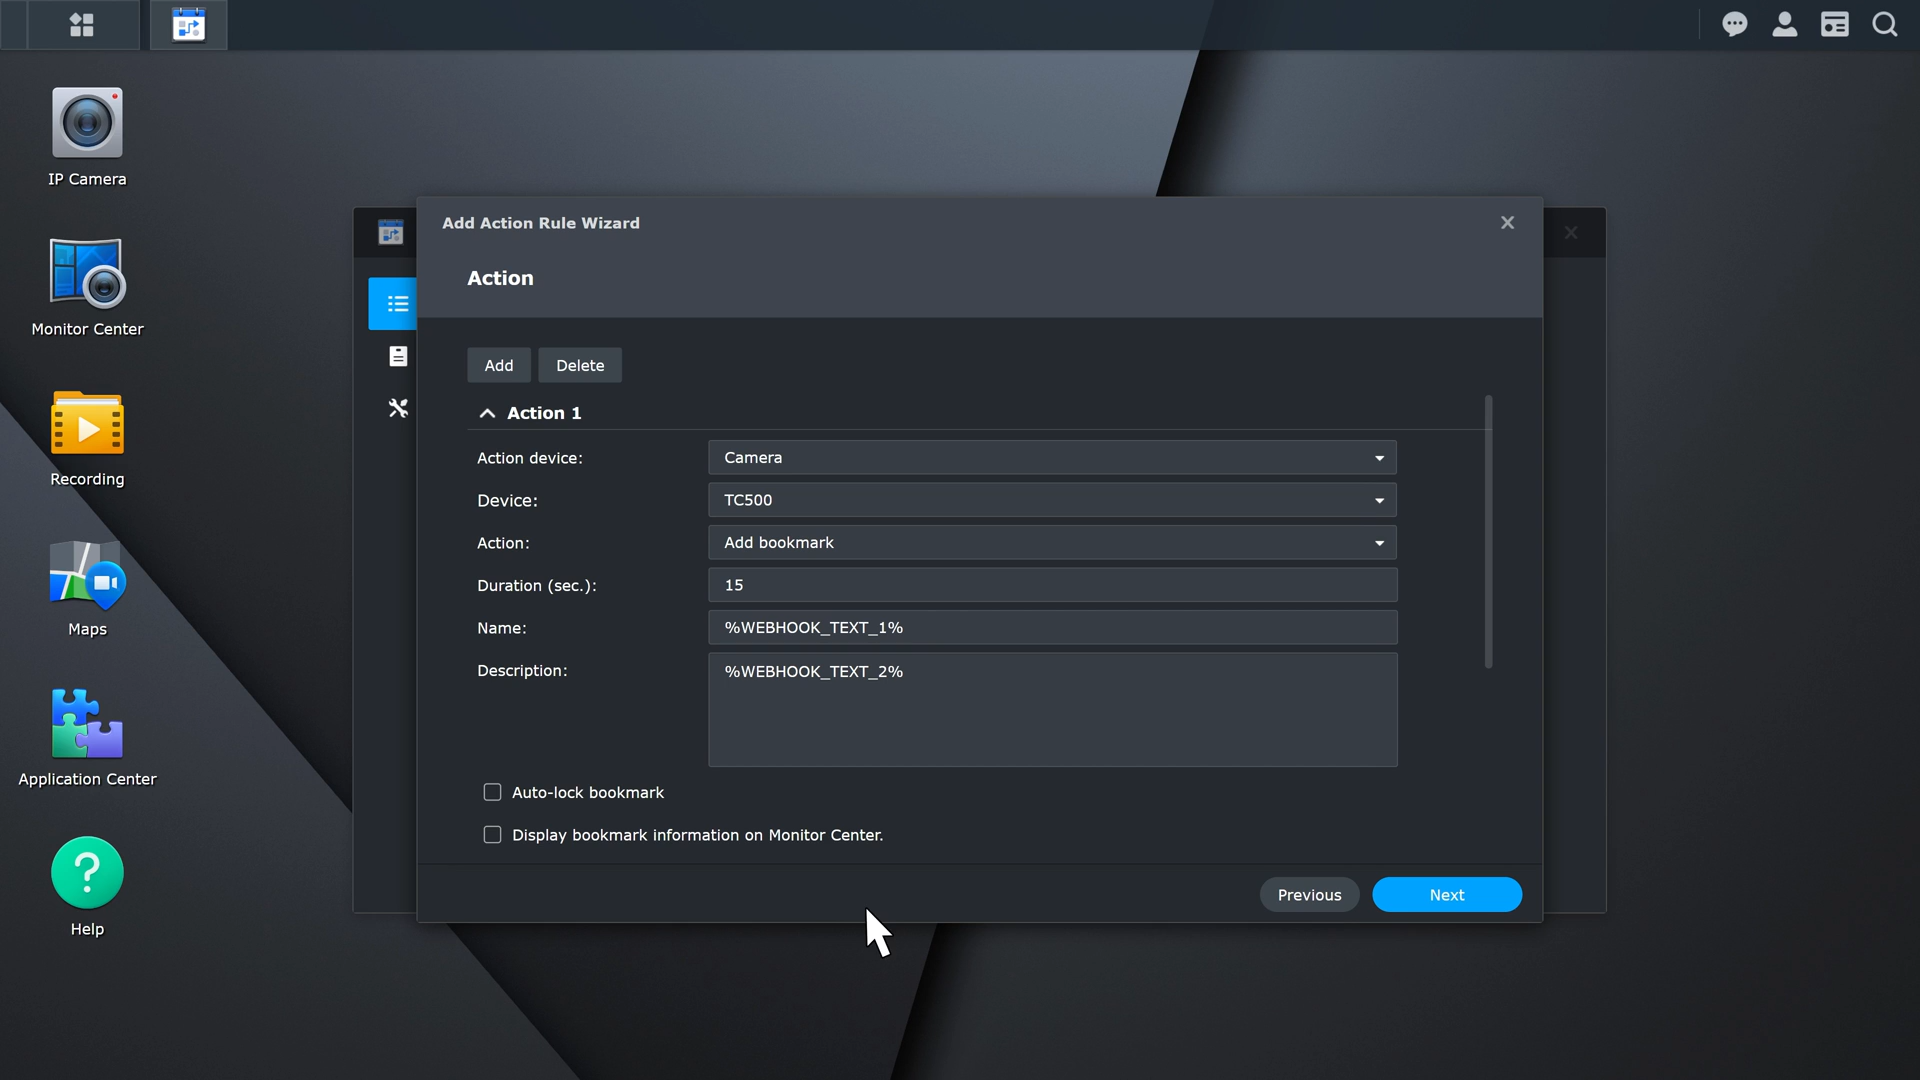 IP Camera
Monitor Center
Recording
Maps
Application Center
Help
Add Action Rule Wizard
Action
Add
Delete
Action 1
Action device:
Camera
Device:
TC500
Action:
Add bookmark
Duration (sec.):
15
Name:
%WEBHOOK_TEXT_1%
Description:
%WEBHOOK_TEXT_2%
Auto-lock bookmark
Display bookmark information on Monitor Center.
Previous
Next